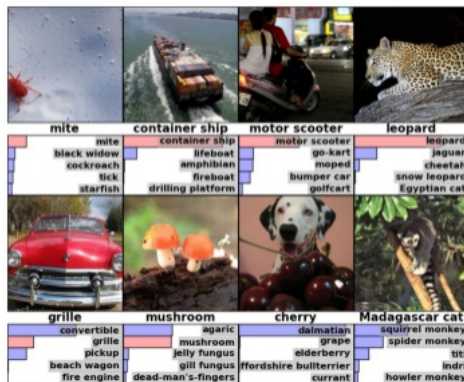 mite
container ship
motor scooter
leopard
mite
black widow
cockroach
tick
starfish
container ship
lifeboat
amphibian
fireboat
drilling platform
motor scooter
go-kart
moped
bumper car
golfcart
leopard
jaguar
cheetah
snow leopard
Egyptian cat
grille
mushroom
cherry
Madagascar cat
convertible
grille
pickup
beach wagon
fire engine
agaric
mushroom
jelly fungus
gill fungus
dead-man's-fingers
dalmatian
grape
elderberry
ffordshire bullterrier
currant
squirrel monkey
spider monkey
titi
indri
howler monkey